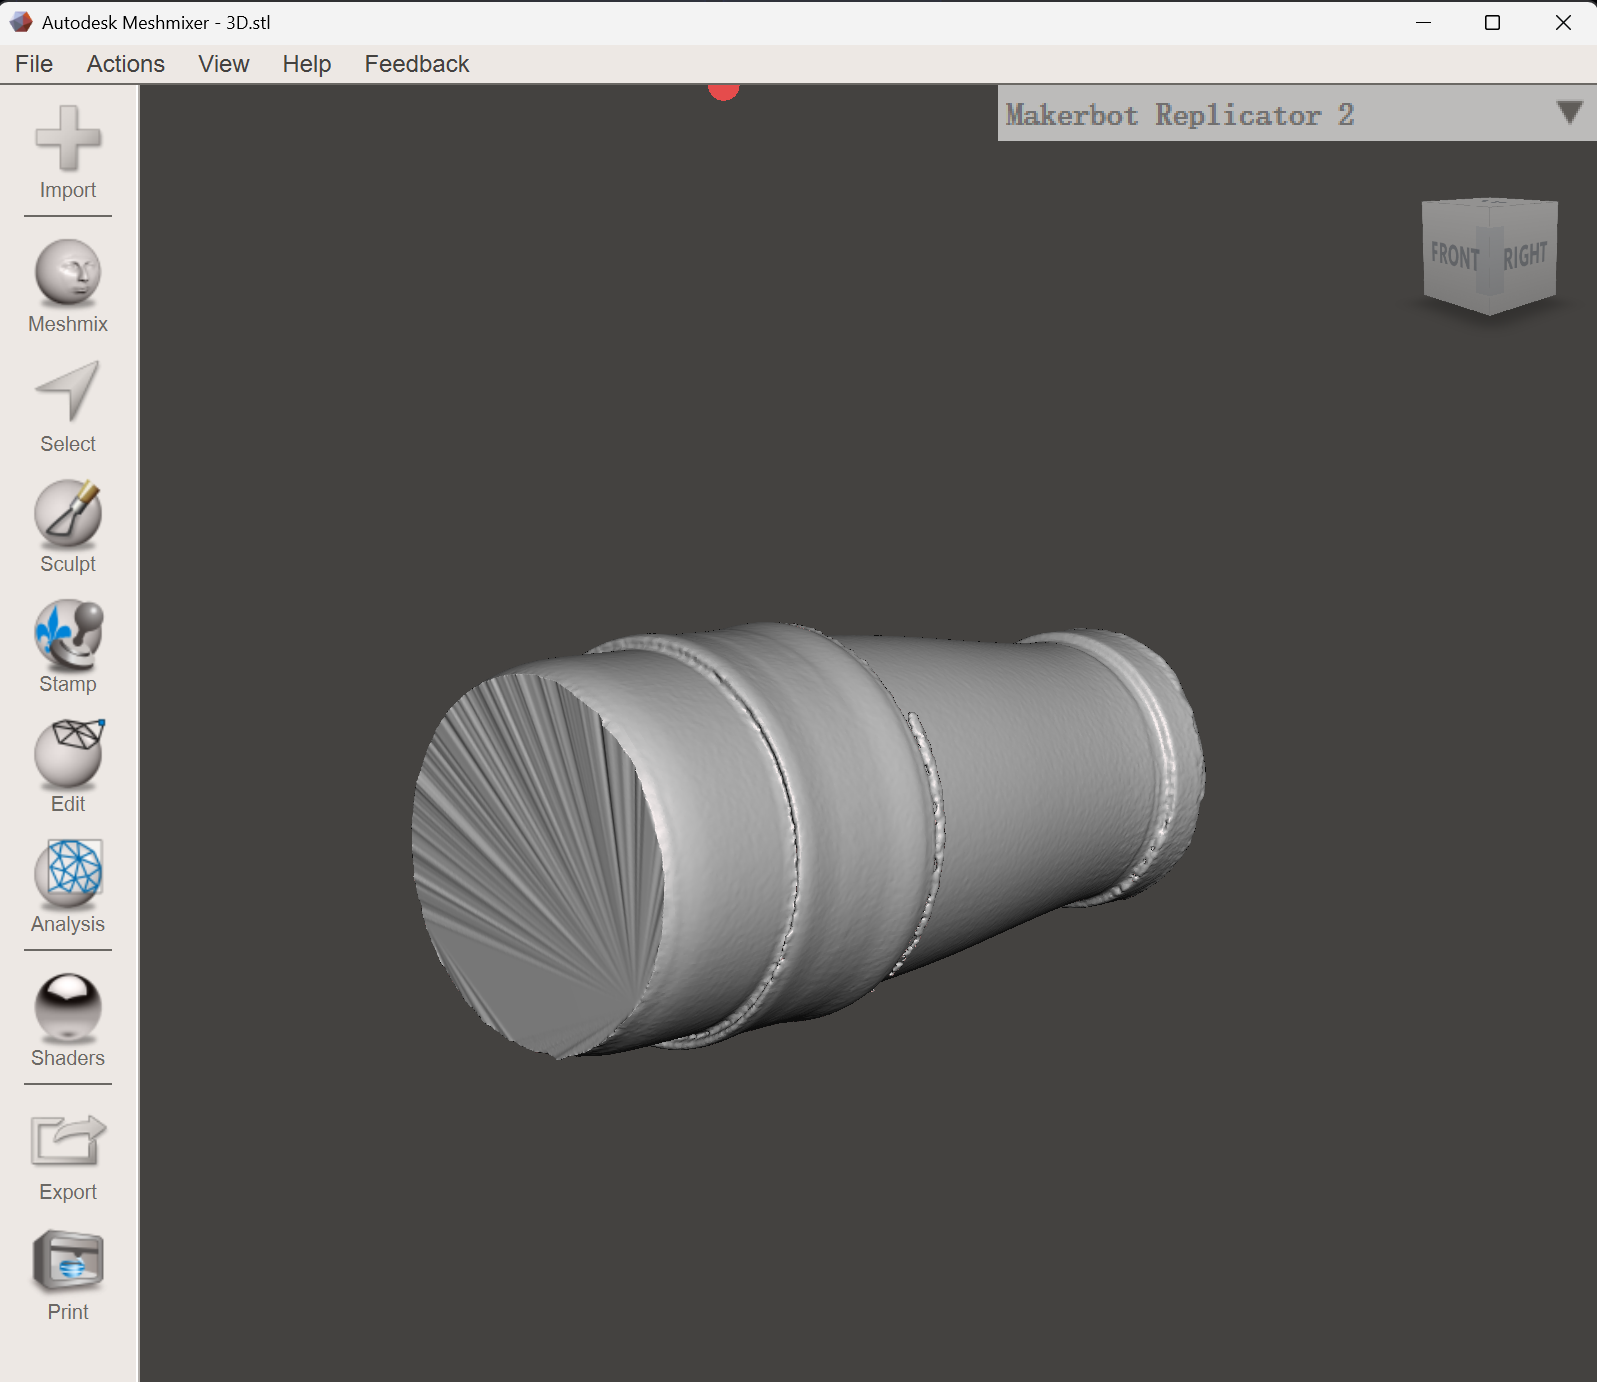 Autodesk Meshmixer - 3D.stl
File Actions View Help Feedback
Makerbot Replicator 2
FRONT RIGHT
Import
Meshmix
Select
Sculpt
Stamp
Edit
Analysis
Shaders
Export
Print